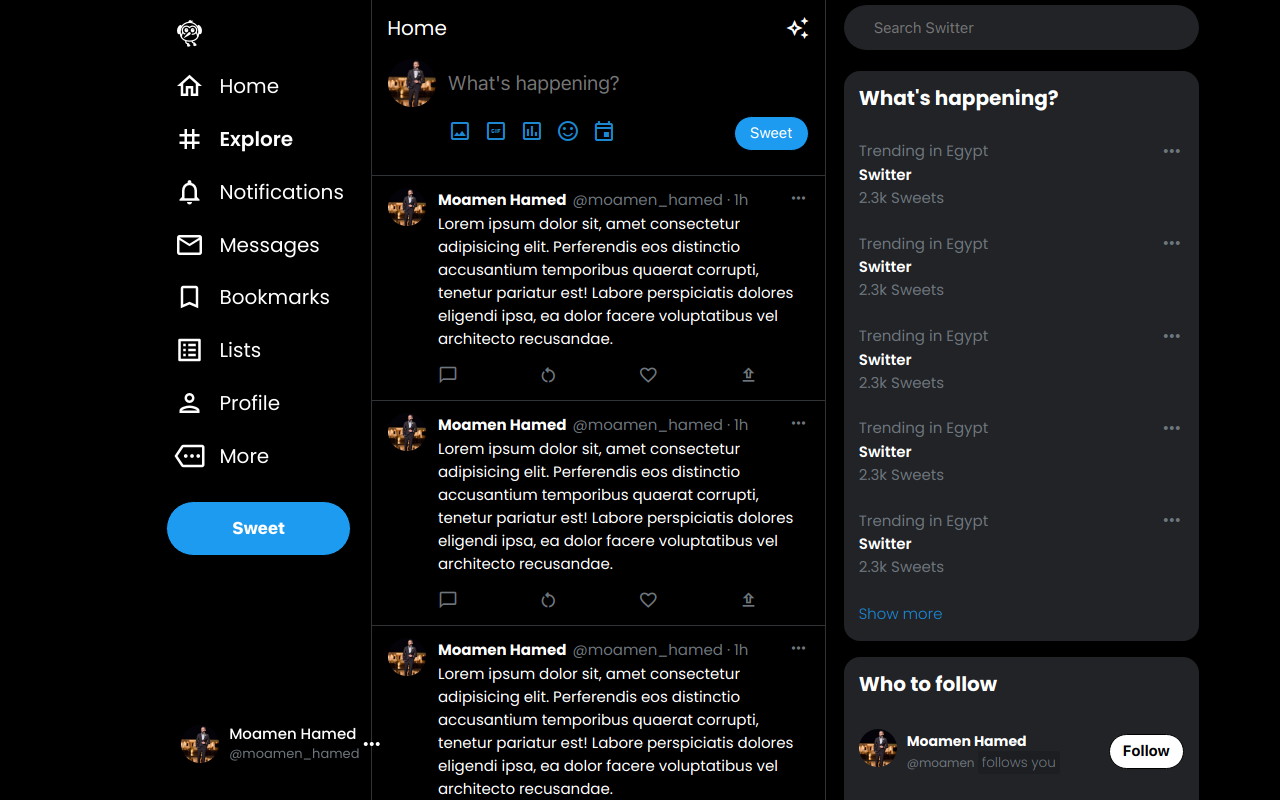 Home
Explore
Notifications
Messages
Bookmarks
Lists
Profile
More
Sweet
Moamen Hamed
@moamen_hamed
Home
What's happening?
GIF
Sweet
Moamen Hamed @moamen_hamed · 1h
Lorem ipsum dolor sit, amet consectetur
adipisicing elit. Perferendis eos distinctio
accusantium temporibus quaerat corrupti,
tenetur pariatur est! Labore perspiciatis dolores
eligendi ipsa, ea dolor facere voluptatibus vel
architecto recusandae.
Moamen Hamed @moamen_hamed · 1h
Lorem ipsum dolor sit, amet consectetur
adipisicing elit. Perferendis eos distinctio
accusantium temporibus quaerat corrupti,
tenetur pariatur est! Labore perspiciatis dolores
eligendi ipsa, ea dolor facere voluptatibus vel
architecto recusandae.
Moamen Hamed @moamen_hamed · 1h
Lorem ipsum dolor sit, amet consectetur
adipisicing elit. Perferendis eos distinctio
accusantium temporibus quaerat corrupti,
tenetur pariatur est! Labore perspiciatis dolores
eligendi ipsa, ea dolor facere voluptatibus vel
architecto recusandae.
Search Switter
What's happening?
Trending in Egypt
Switter
2.3k Sweets
Trending in Egypt
Switter
2.3k Sweets
Trending in Egypt
Switter
2.3k Sweets
Trending in Egypt
Switter
2.3k Sweets
Trending in Egypt
Switter
2.3k Sweets
Show more
Who to follow
Moamen Hamed
@moamen follows you
Follow